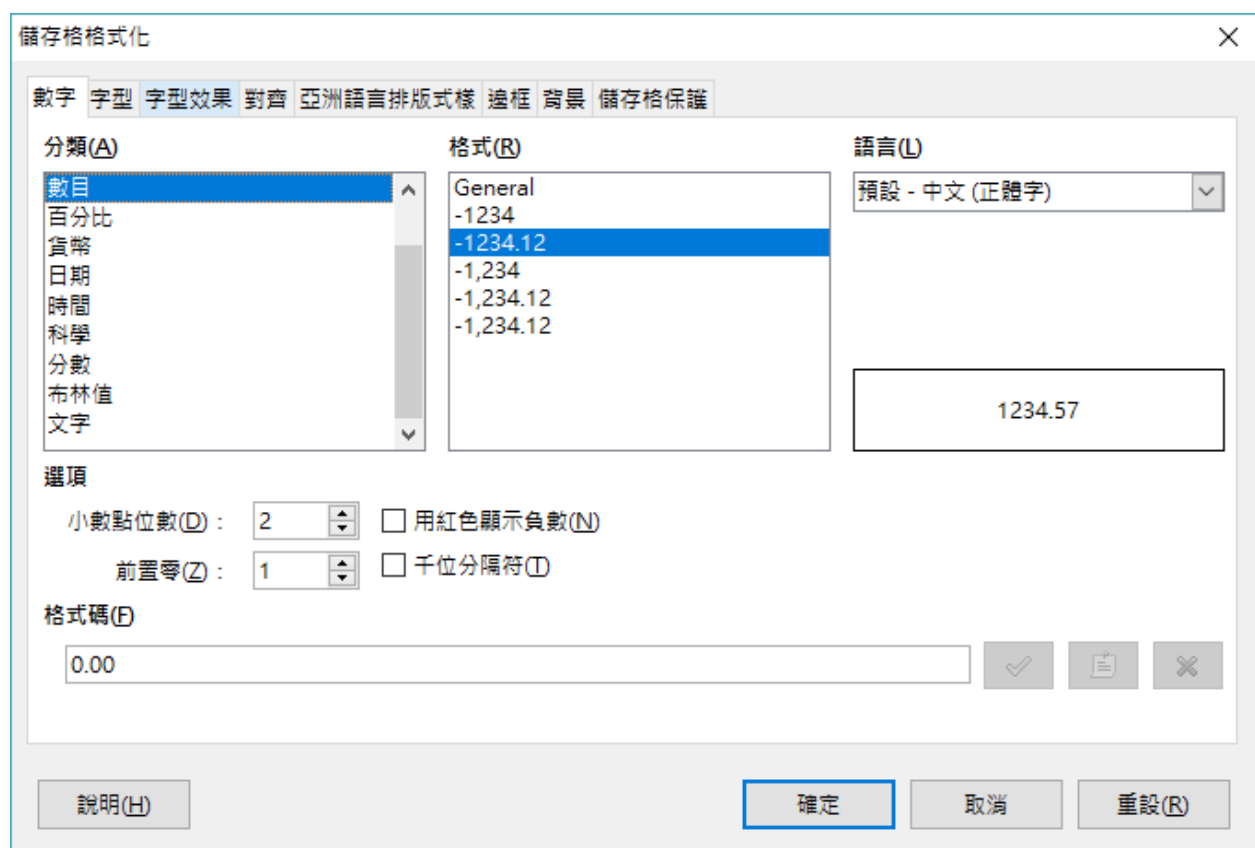 儲存格格式化
數字 字型 字型效果 對齊 亞洲語言排版式樣 邊框 背景 儲存格保護
分類(A)
數目
百分比
貨幣
日期
時間
科學
分數
布林值
文字
格式(R)
General
-1234
-1234.12
-1,234
-1,234.12
-1,234.12
語言(L)
預設 - 中文 (正體字)
1234.57
選項
小數點位數(D)： 2 用紅色顯示負數(N)
前置零(Z)： 1 千位分隔符(T)
格式碼(F)
0.00
說明(H) 確定 取消 重設(R)